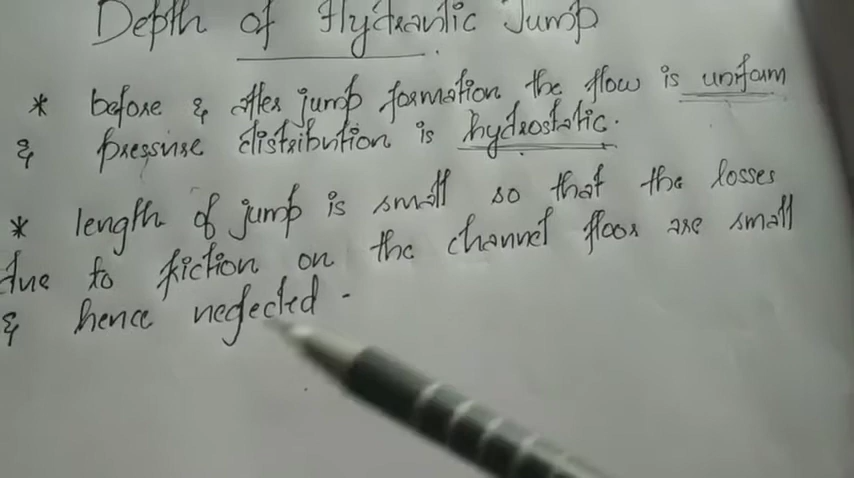 Depth of Hydraulic Jump
* before & after jump formation the flow is uniform
& pressure distribution is hydrostatic.
* length of jump is small so that the losses
due to friction on the channel floor are small
& hence neglected.